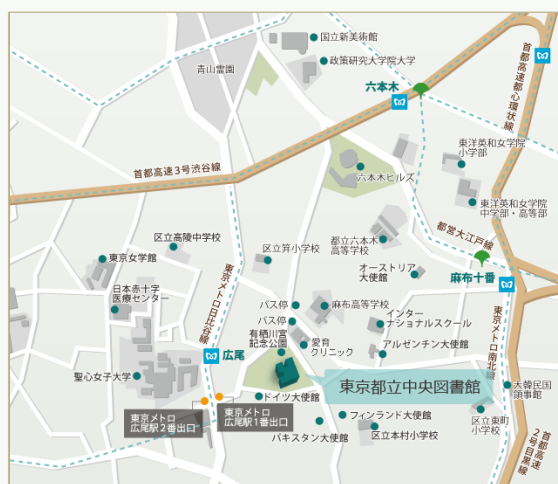 国立新美術館
政策研究大学院大学
青山霊園
六本木
首都高速都心環状線
東洋英和女学院
小学部
首都高速3号渋谷線
六本木ヒルズ
東洋英和女学院
中学部・高等部
都営大江戸線
区立高陵中学校
東京女学館
区立笄小学校
都立六本木
高等学校
オーストリア
大使館
麻布十番
日本赤十字
医療センター
東京メトロ日比谷線
バス停
麻布高等学校
バス停
有栖川宮
記念公園
インター
ナショナルスクール
東京メトロ南北線
広尾
愛育
クリニック
アルゼンチン大使館
聖心女子大学
東京都立中央図書館
大韓民国
領事館
ドイツ大使館
東京メトロ
広尾駅2番出口
東京メトロ
広尾駅1番出口
フィンランド大使館
区立東町
小学校
パキスタン大使館
区立本村小学校
首都高速
2号目黒線